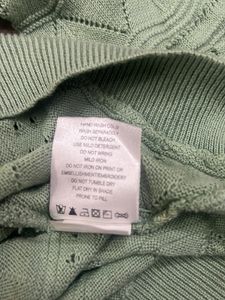 HAND WASH COLD
WASH SEPARATELY
DO NOT BLEACH
USE MILD DETERGENT
DO NOT WRING
MILD IRON
DO NOT IRON ON PRINT OR
EMBELLISHMENT/EMBROIDERY
DO NOT TUMBLE DRY
FLAT DRY IN SHADE
PRONE TO PILL